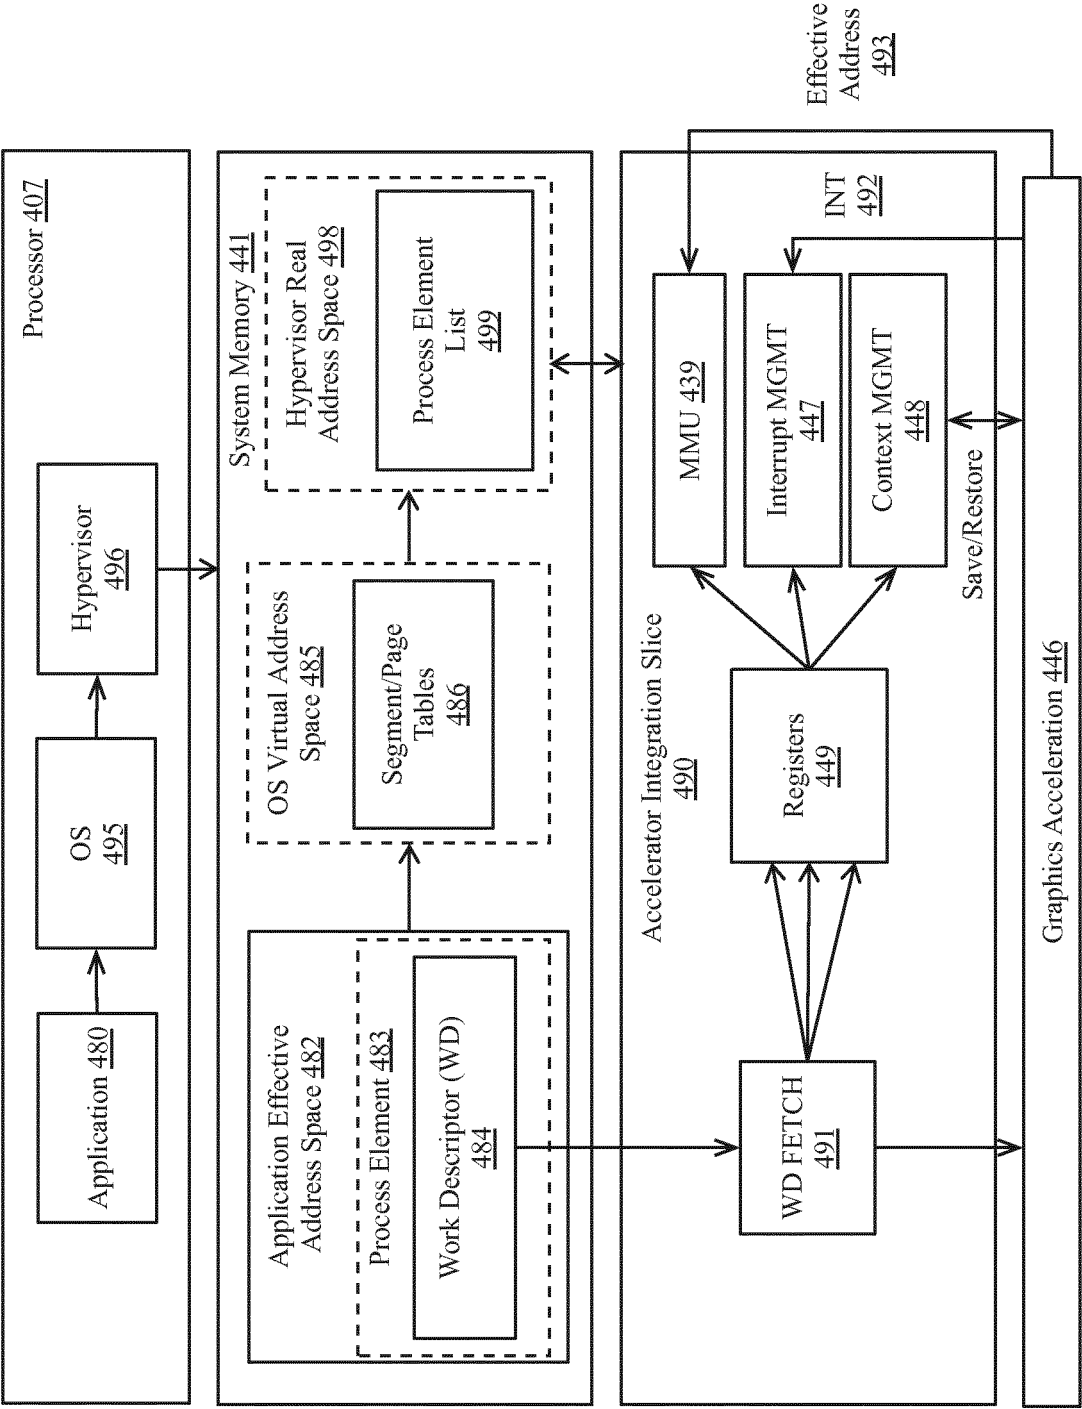 Processor 407
Application 480
OS
495
Hypervisor
496
System Memory 441
Application Effective
Address Space 482
Process Element 483
Work Descriptor (WD)
484
OS Virtual Address
Space 485
Segment/Page
Tables
486
Hypervisor Real
Address Space 498
Process Element
List
499
Accelerator Integration Slice
490
WD FETCH
491
Registers
449
MMU 439
Interrupt MGMT
447
Context MGMT
448
Save/Restore
INT
492
Effective
Address
493
Graphics Acceleration 446